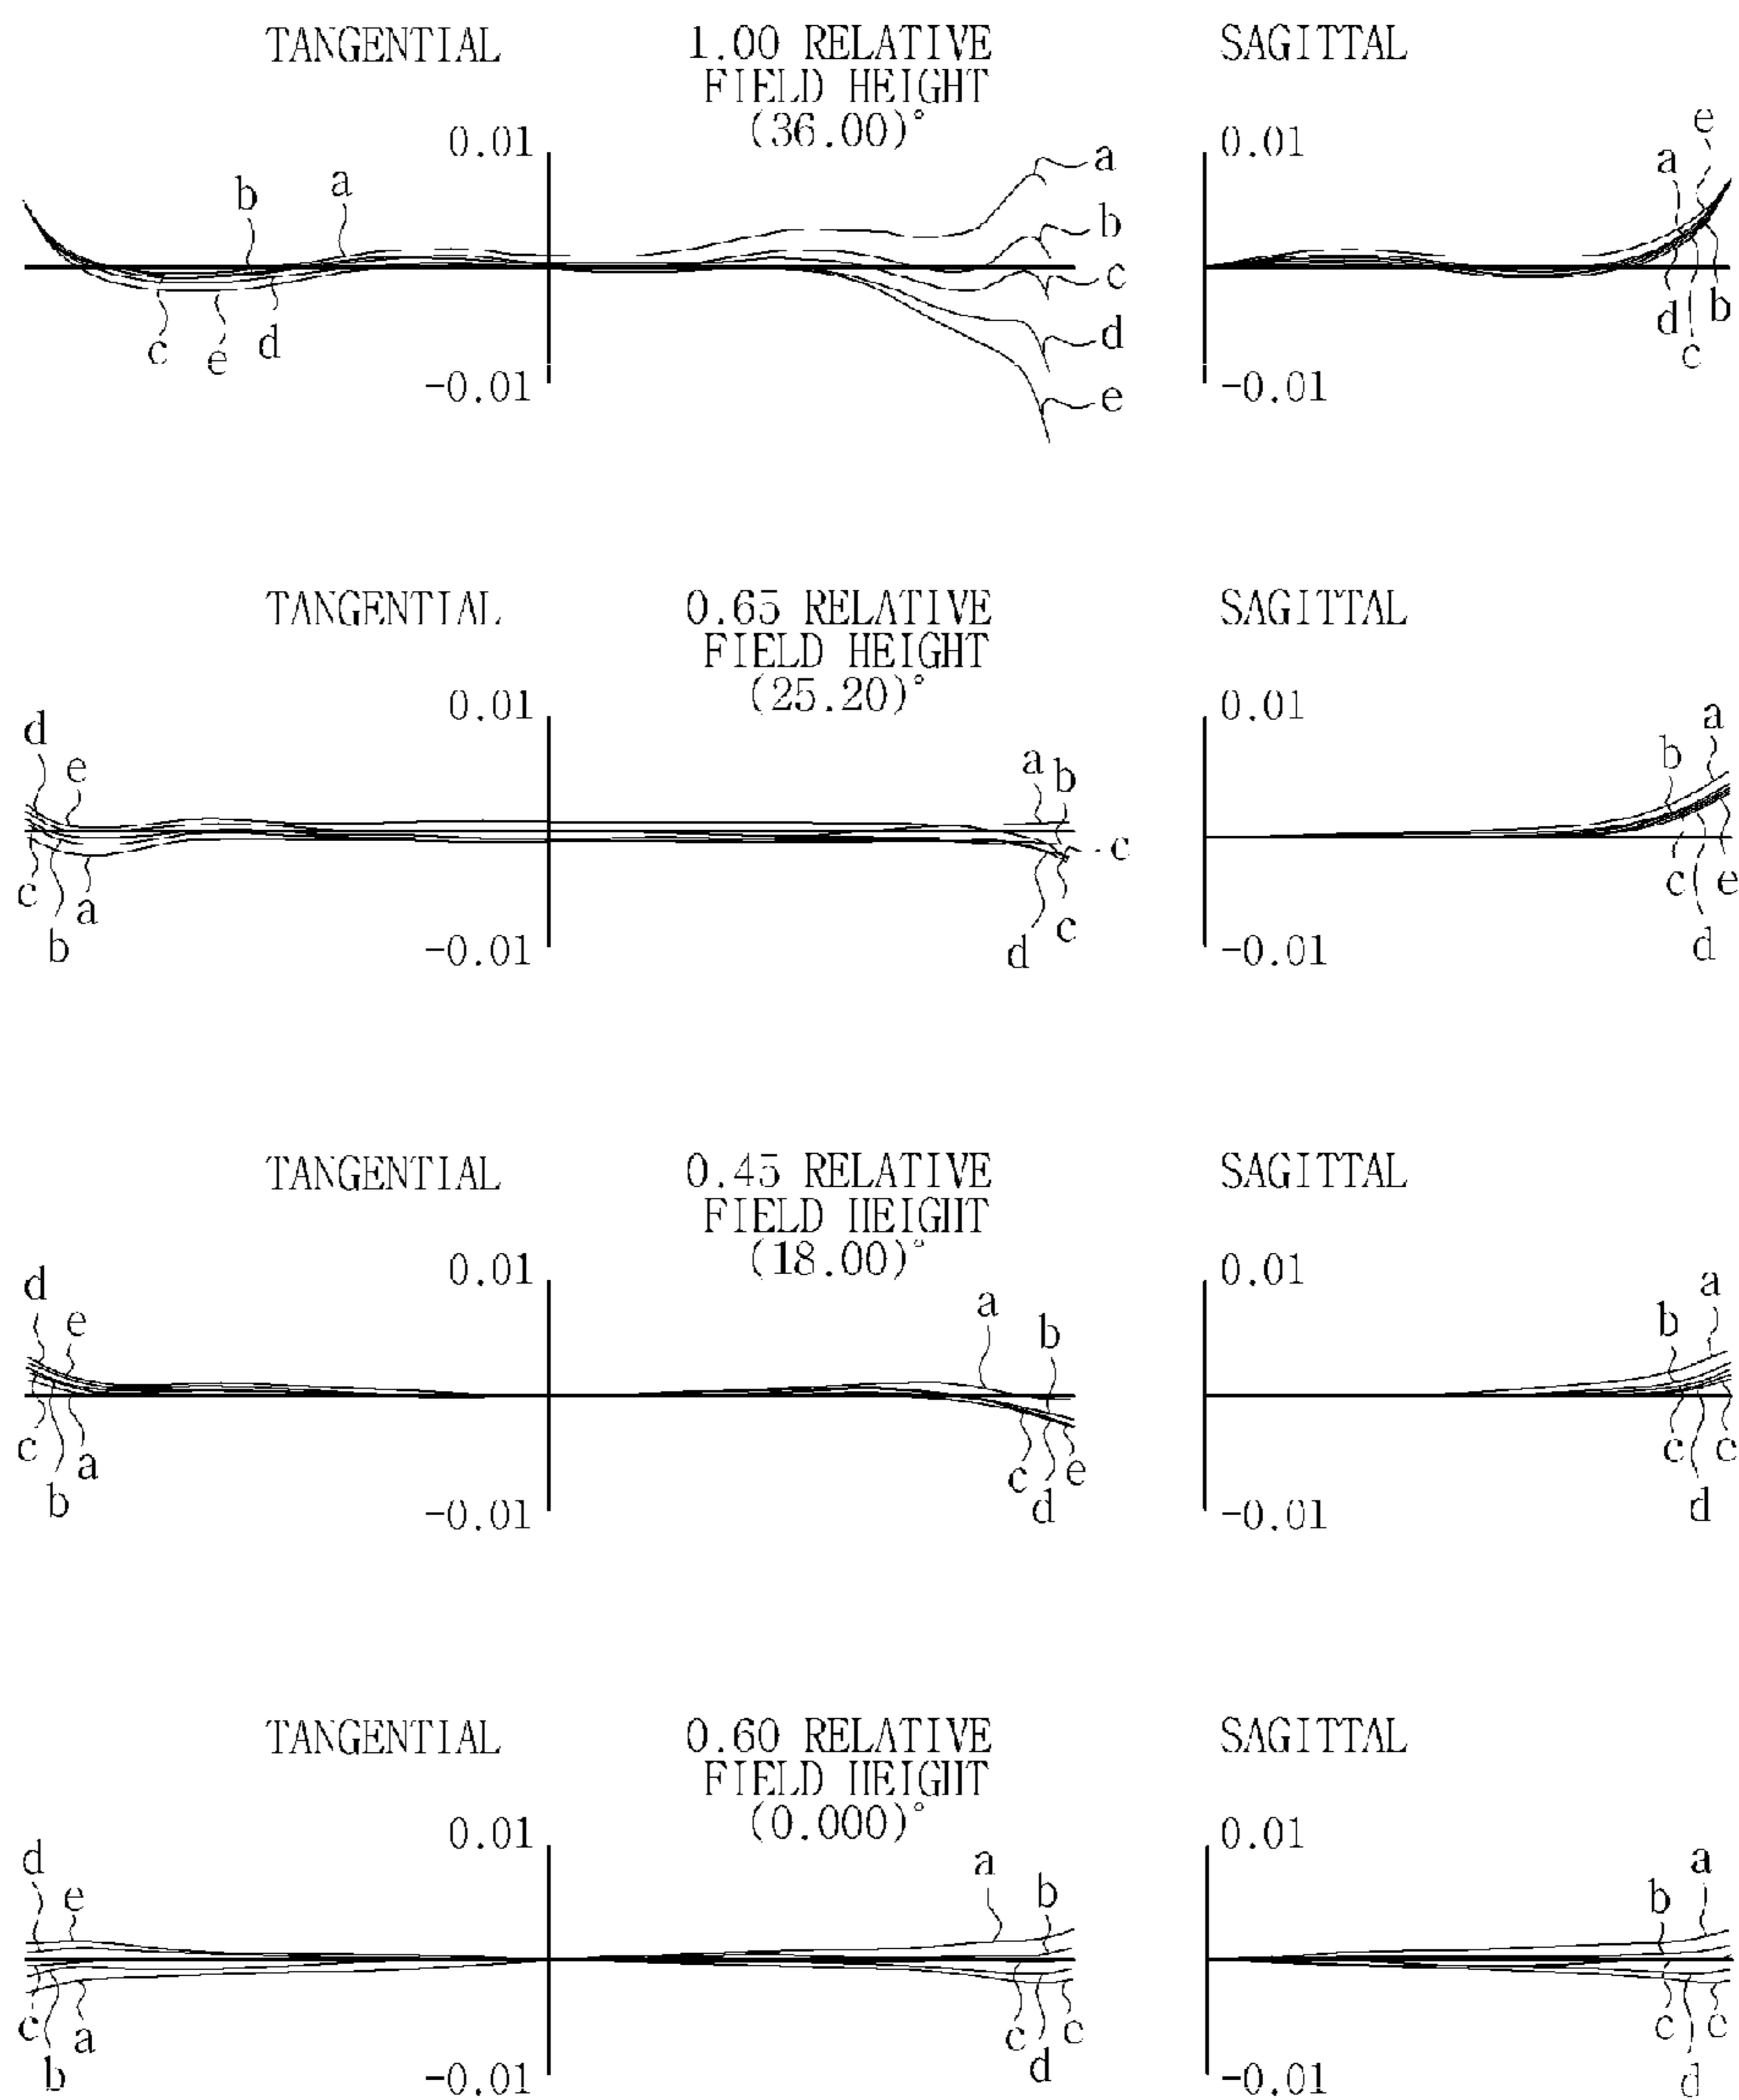 TANGENTIAL
1.00 RELATIVE
FIELD HEIGHT
(36.00)°
SAGITTAL
0.01
b
a
c
e
d
-0.01
a
b
c
d
e
0.01
a
e
d
c
b
-0.01
TANGENTIAL
0.65 RELATIVE
FIELD HEIGHT
(25.20)°
SAGITTAL
0.01
d
e
c
b
a
-0.01
a
b
c
d
c
0.01
b
a
c
d
e
-0.01
TANGENTIAL
0.45 RELATIVE
FIELD HEIGHT
(18.00)°
SAGITTAL
0.01
d
e
c
b
a
-0.01
a
b
c
d
e
0.01
b
a
c
d
c
-0.01
TANGENTIAL
0.60 RELATIVE
FIELD HEIGHT
(0.000)°
SAGITTAL
0.01
d
e
c
b
a
-0.01
a
b
c
d
c
0.01
b
a
c
d
c
-0.01